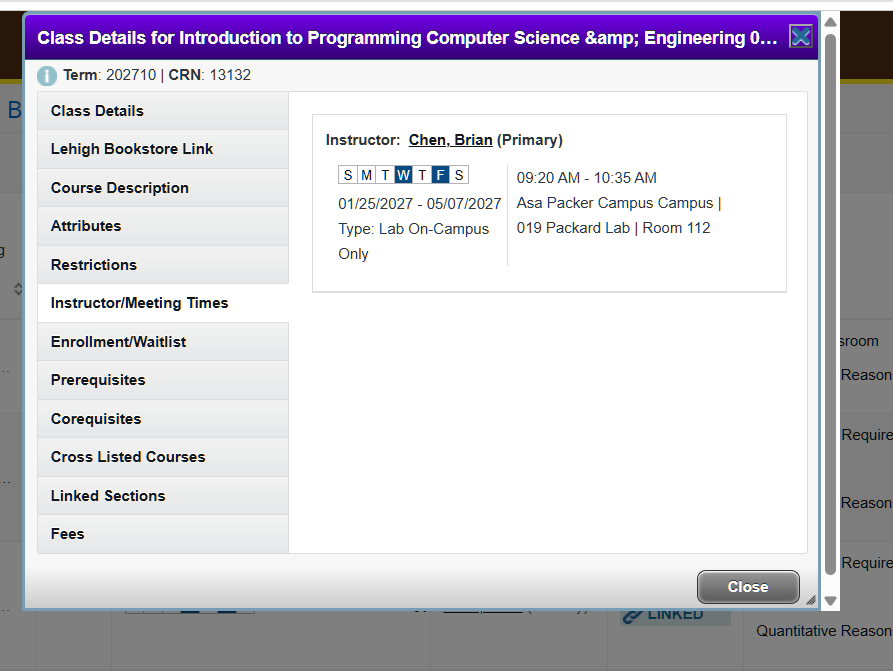 Class Details for Introduction to Programming Computer Science &amp; Engineering 0...
Term: 202710 | CRN: 13132
Class Details
Lehigh Bookstore Link
Course Description
Attributes
Restrictions
Instructor/Meeting Times
Enrollment/Waitlist
Prerequisites
Corequisites
Cross Listed Courses
Linked Sections
Fees
Instructor: Chen, Brian (Primary)
S M T W T F S
01/25/2027 - 05/07/2027
Type: Lab On-Campus
Only
09:20 AM - 10:35 AM
Asa Packer Campus Campus |
019 Packard Lab | Room 112
Close
B
g
sroom
Reason
Require
Reason
Require
LINKED
Quantitative Reason